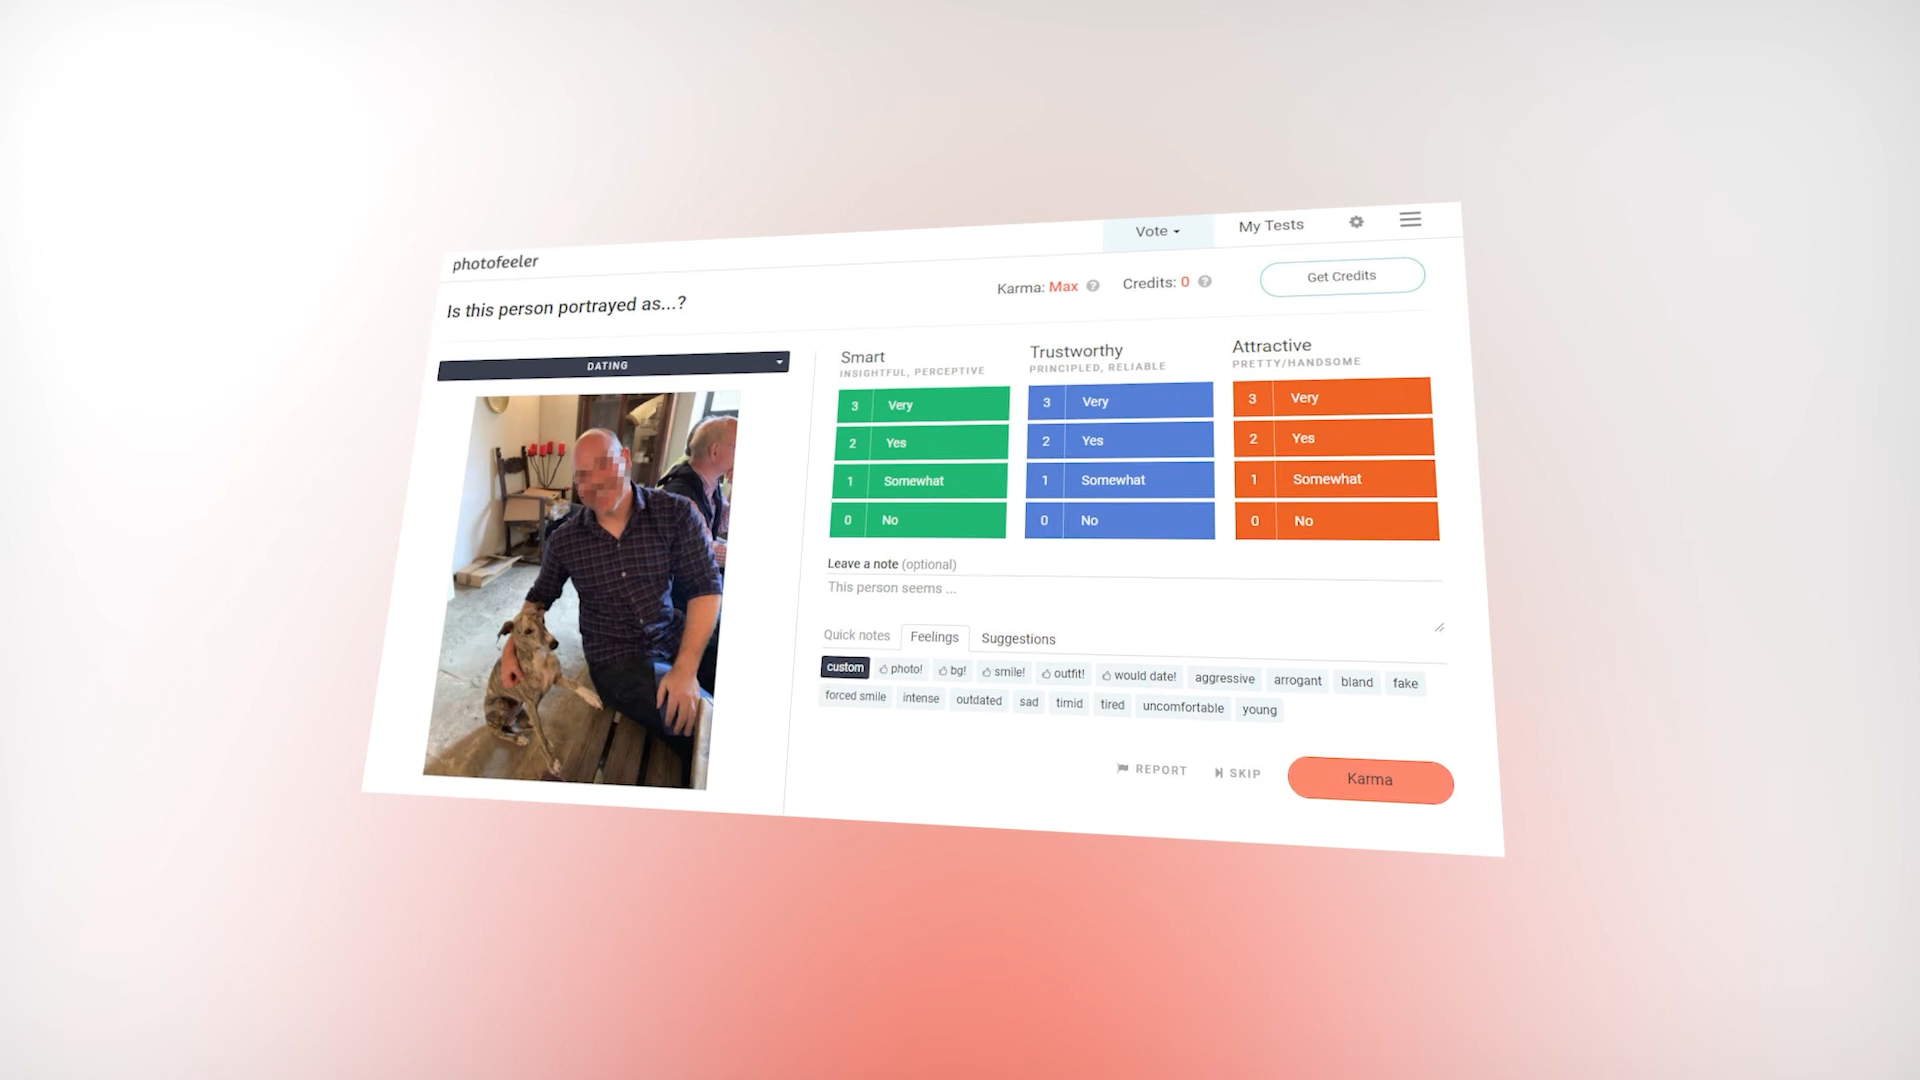 photofeeler
Vote
My Tests
Is this person portrayed as...?
Karma: Max ?
Credits: 0 ?
Get Credits
DATING
Smart
INSIGHTFUL, PERCEPTIVE
3 Very
2 Yes
1 Somewhat
0 No
Trustworthy
PRINCIPLED, RELIABLE
3 Very
2 Yes
1 Somewhat
0 No
Attractive
PRETTY/HANDSOME
3 Very
2 Yes
1 Somewhat
0 No
Leave a note (optional)
This person seems ...
Quick notes Feelings Suggestions
custom photo! bg! smile! outfit! would date! aggressive arrogant bland fake
forced smile intense outdated sad timid tired uncomfortable young
REPORT SKIP Karma